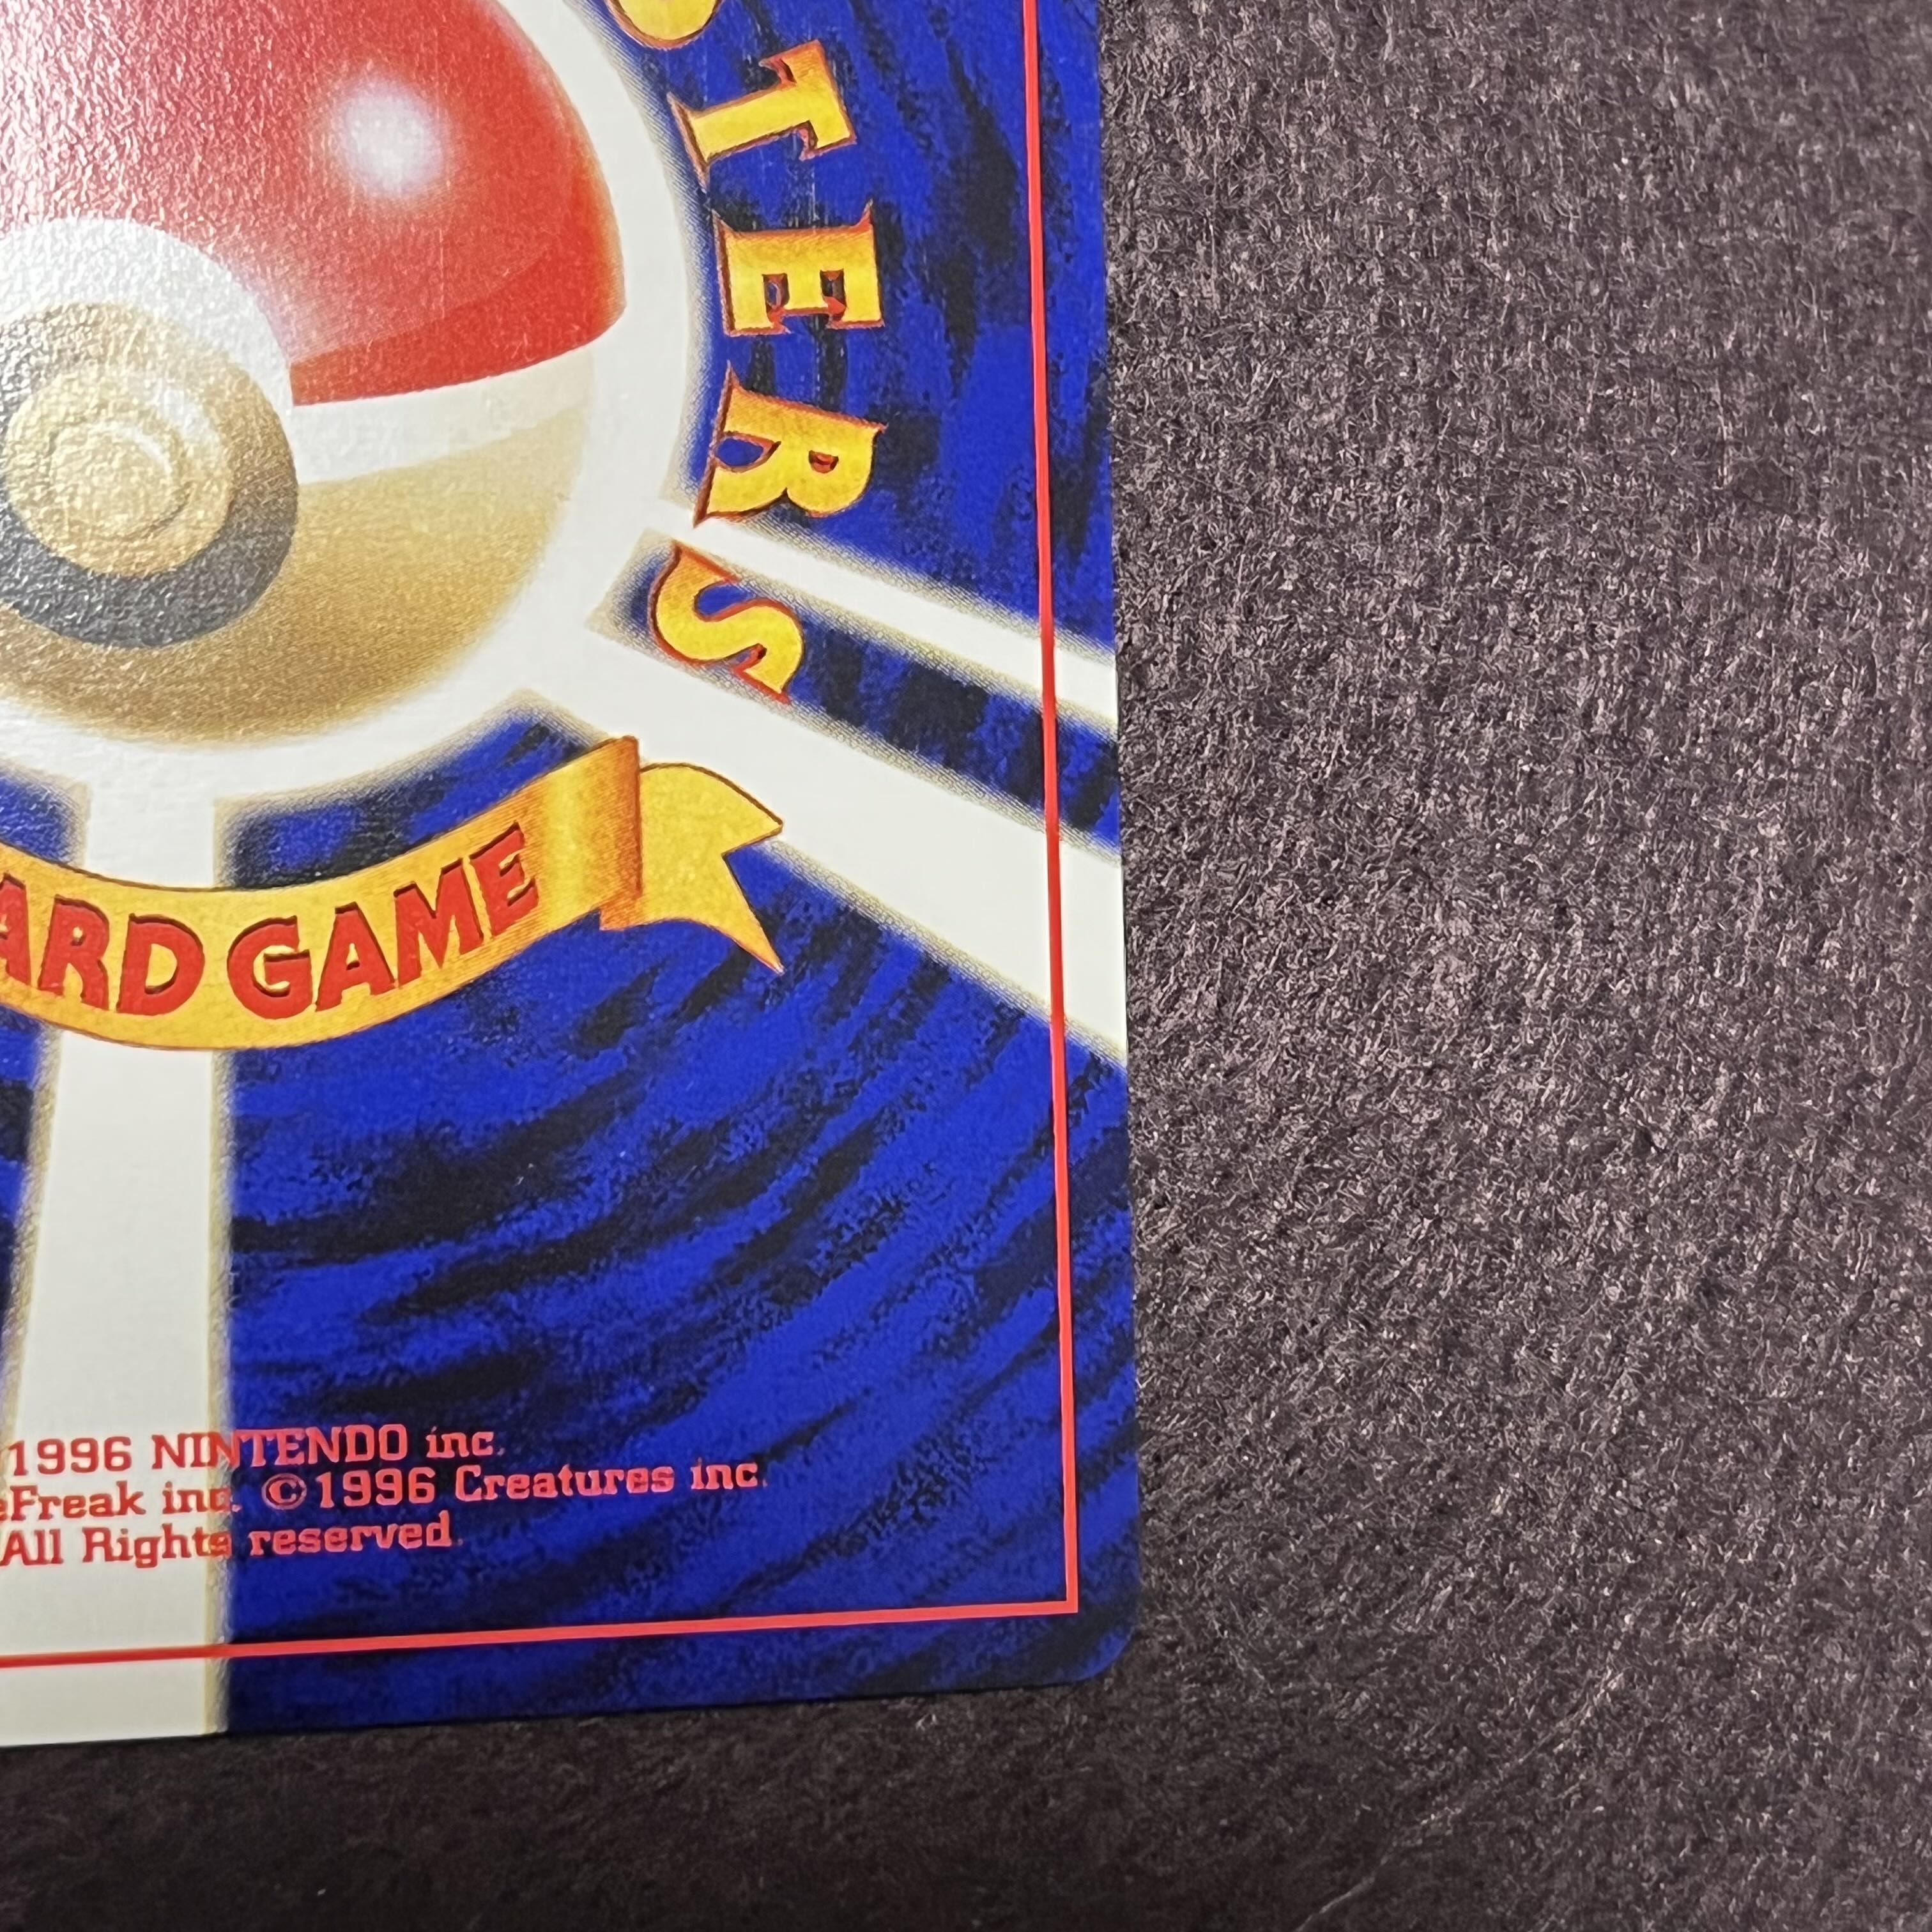 STERS
ARD GAME
1996 NINTENDO inc.
eFreak inc. ©1996 Creatures inc.
All Rights reserved.